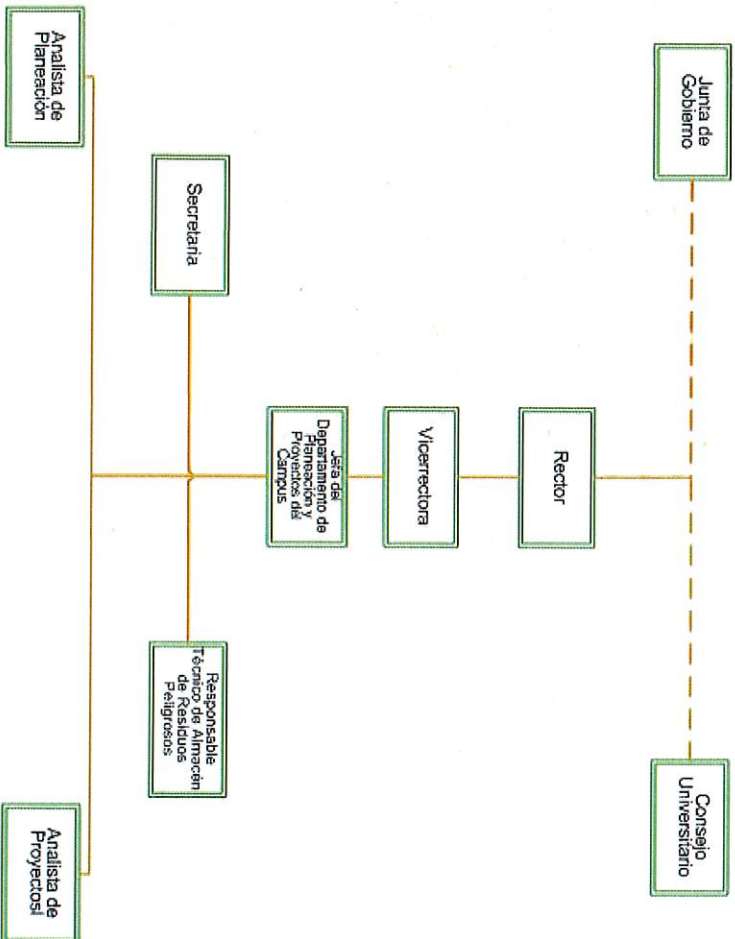 Junta de
Gobierno
Consejo
Universitario
Rector
Vicerrectora
Jefa del
Departamento de
Planeación y
Proyectos del
Campus
Secretaria
Responsable
Técnico de Almacén
de Residuos
Peligrosos
Analista de
Planeación
Analista de
Proyectosl